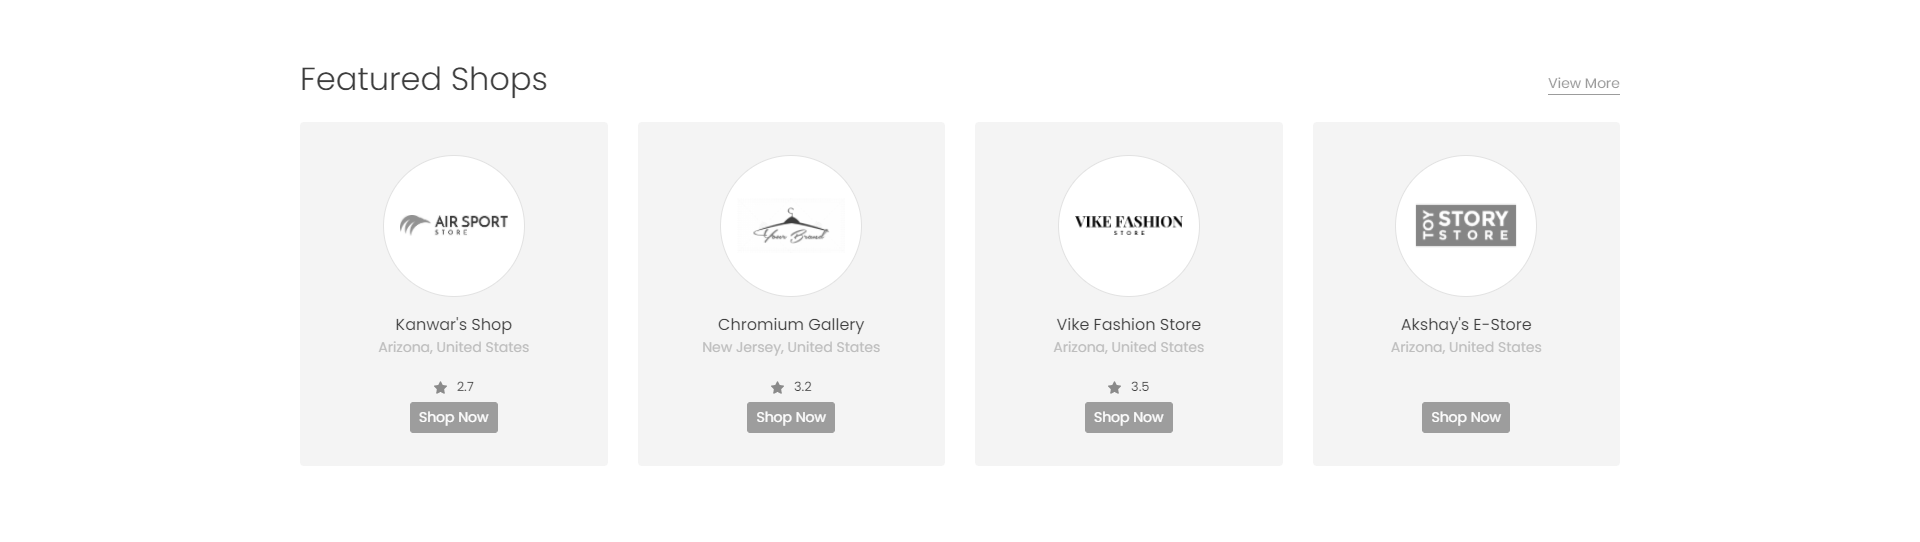 Featured Shops
View More
AIR SPORT
STORE
Your Brand
VIKE FASHION
STORE
TOY
STORY
STORE
Kanwar's Shop
Chromium Gallery
Vike Fashion Store
Akshay's E-Store
Arizona, United States
New Jersey, United States
Arizona, United States
Arizona, United States
2.7
3.2
3.5
Shop Now
Shop Now
Shop Now
Shop Now